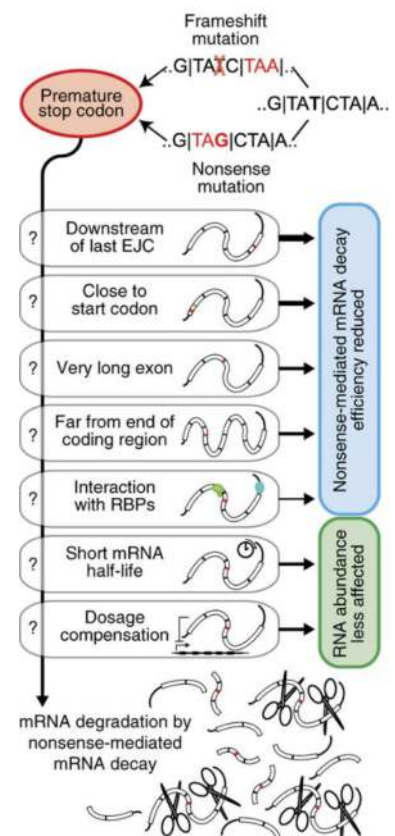 Frameshift
mutation
..G|TATC|TAA|..
Premature
stop codon
..G|TAT|CTA|A..
..G|TAG|CTA|A..
Nonsense
mutation
? Downstream
of last EJC
? Close to
start codon
? Very long exon
? Far from end of
coding region
? Interaction
with RBPs
Nonsense-mediated mRNA decay
efficiency reduced
? Short mRNA
half-life
? Dosage
compensation
RNA abundance
less affected
mRNA degradation by
nonsense-mediated
mRNA decay